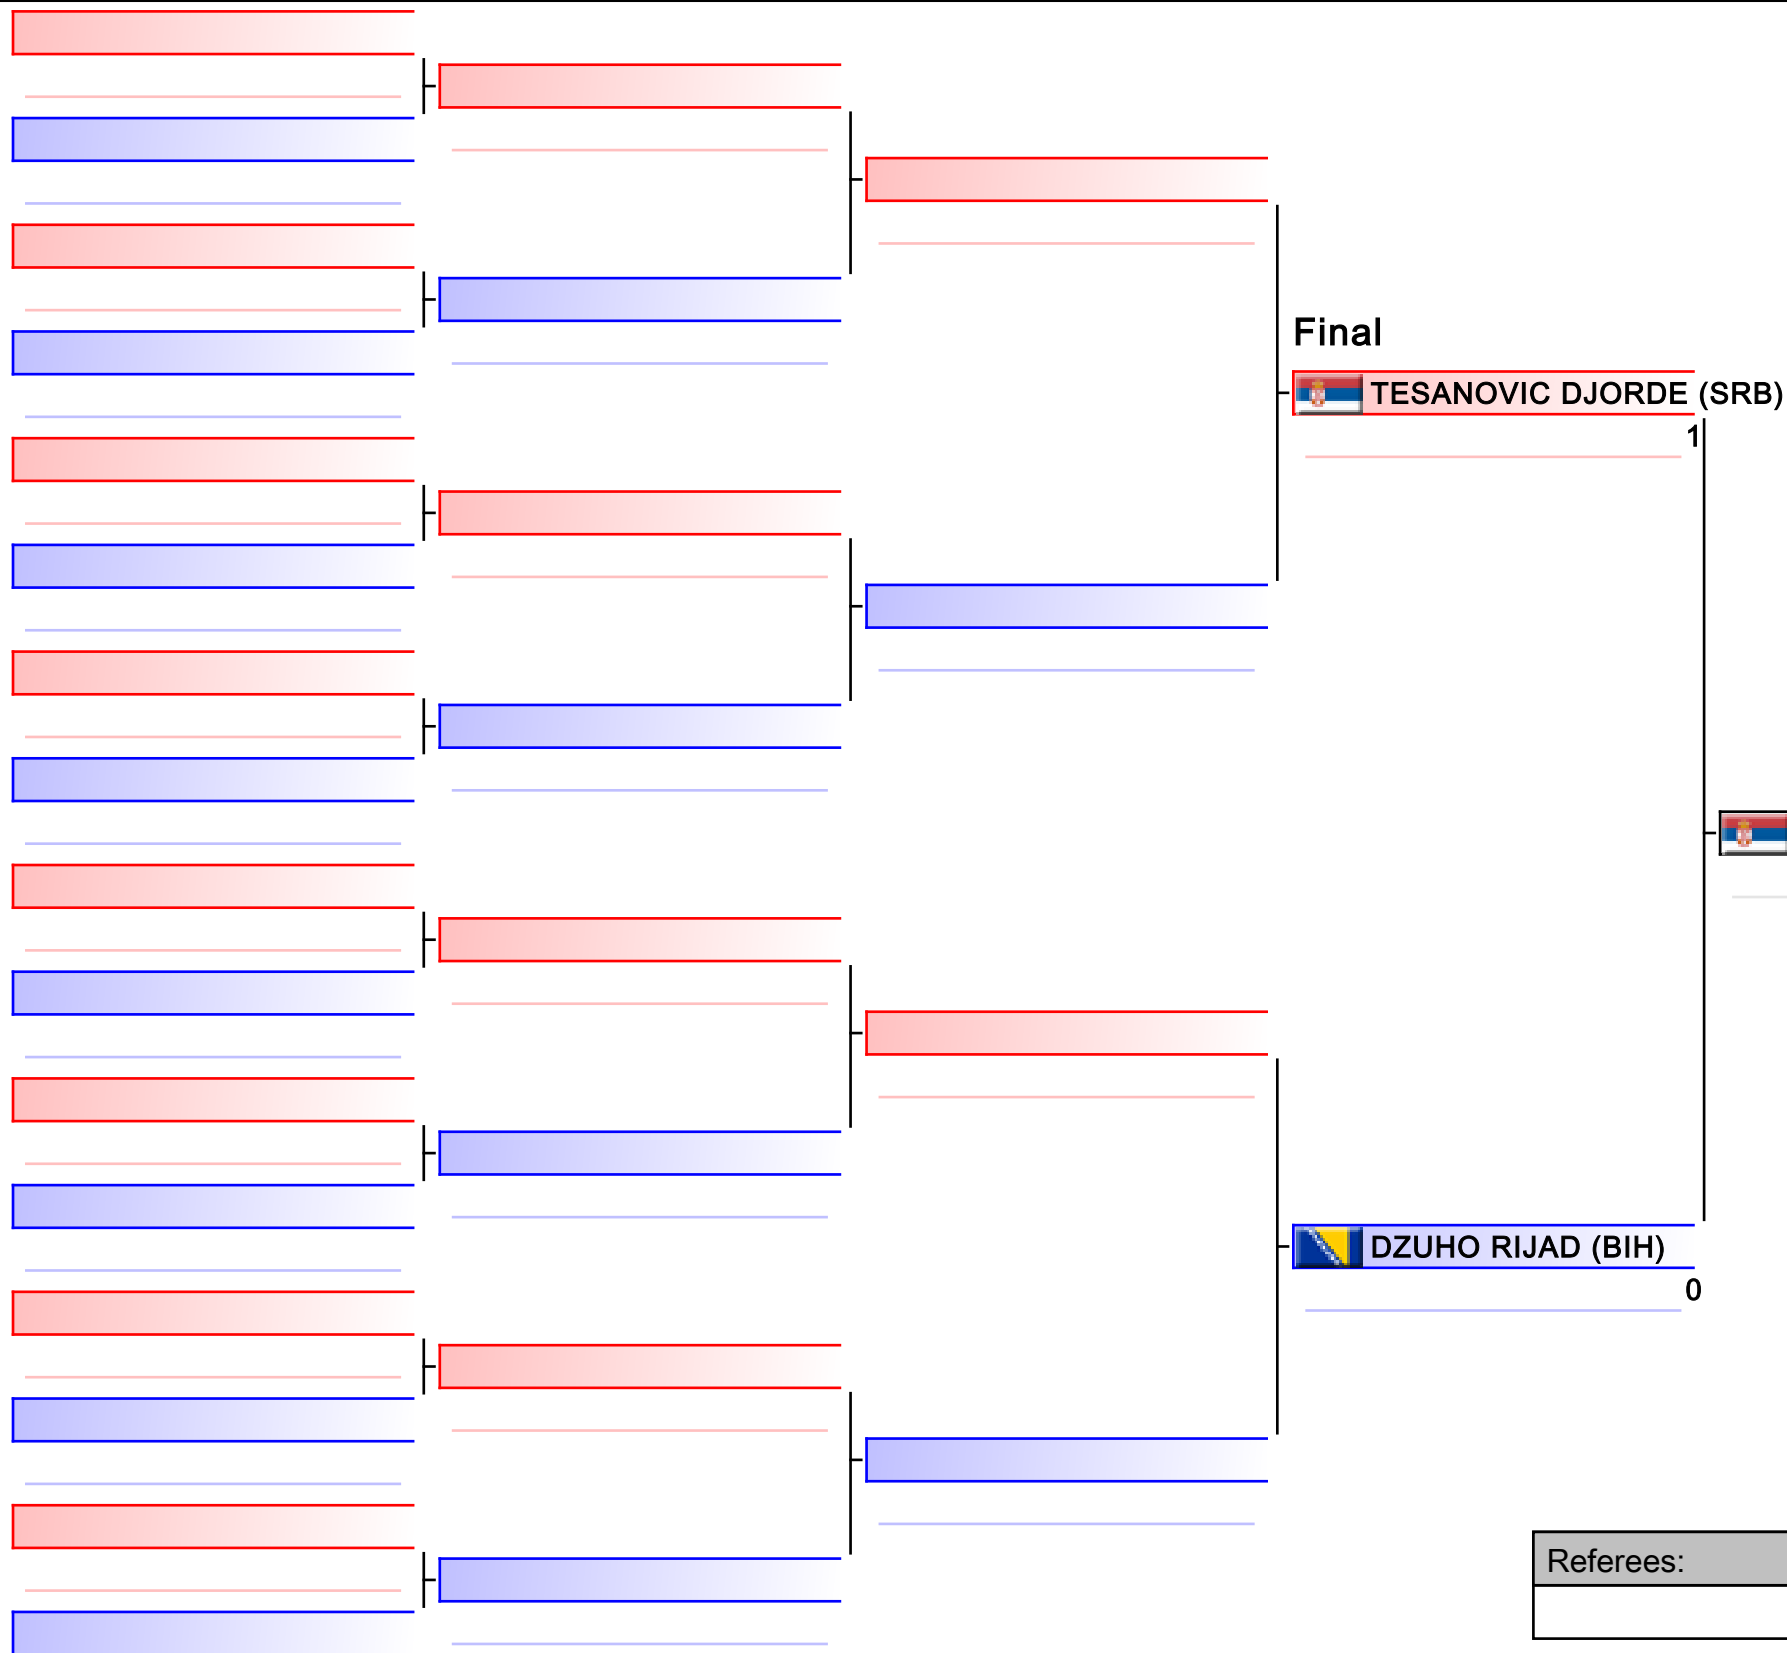 Final
TESANOVIC DJORDE (SRB)
1
DZUHO RIJAD (BIH)
0
Referees: